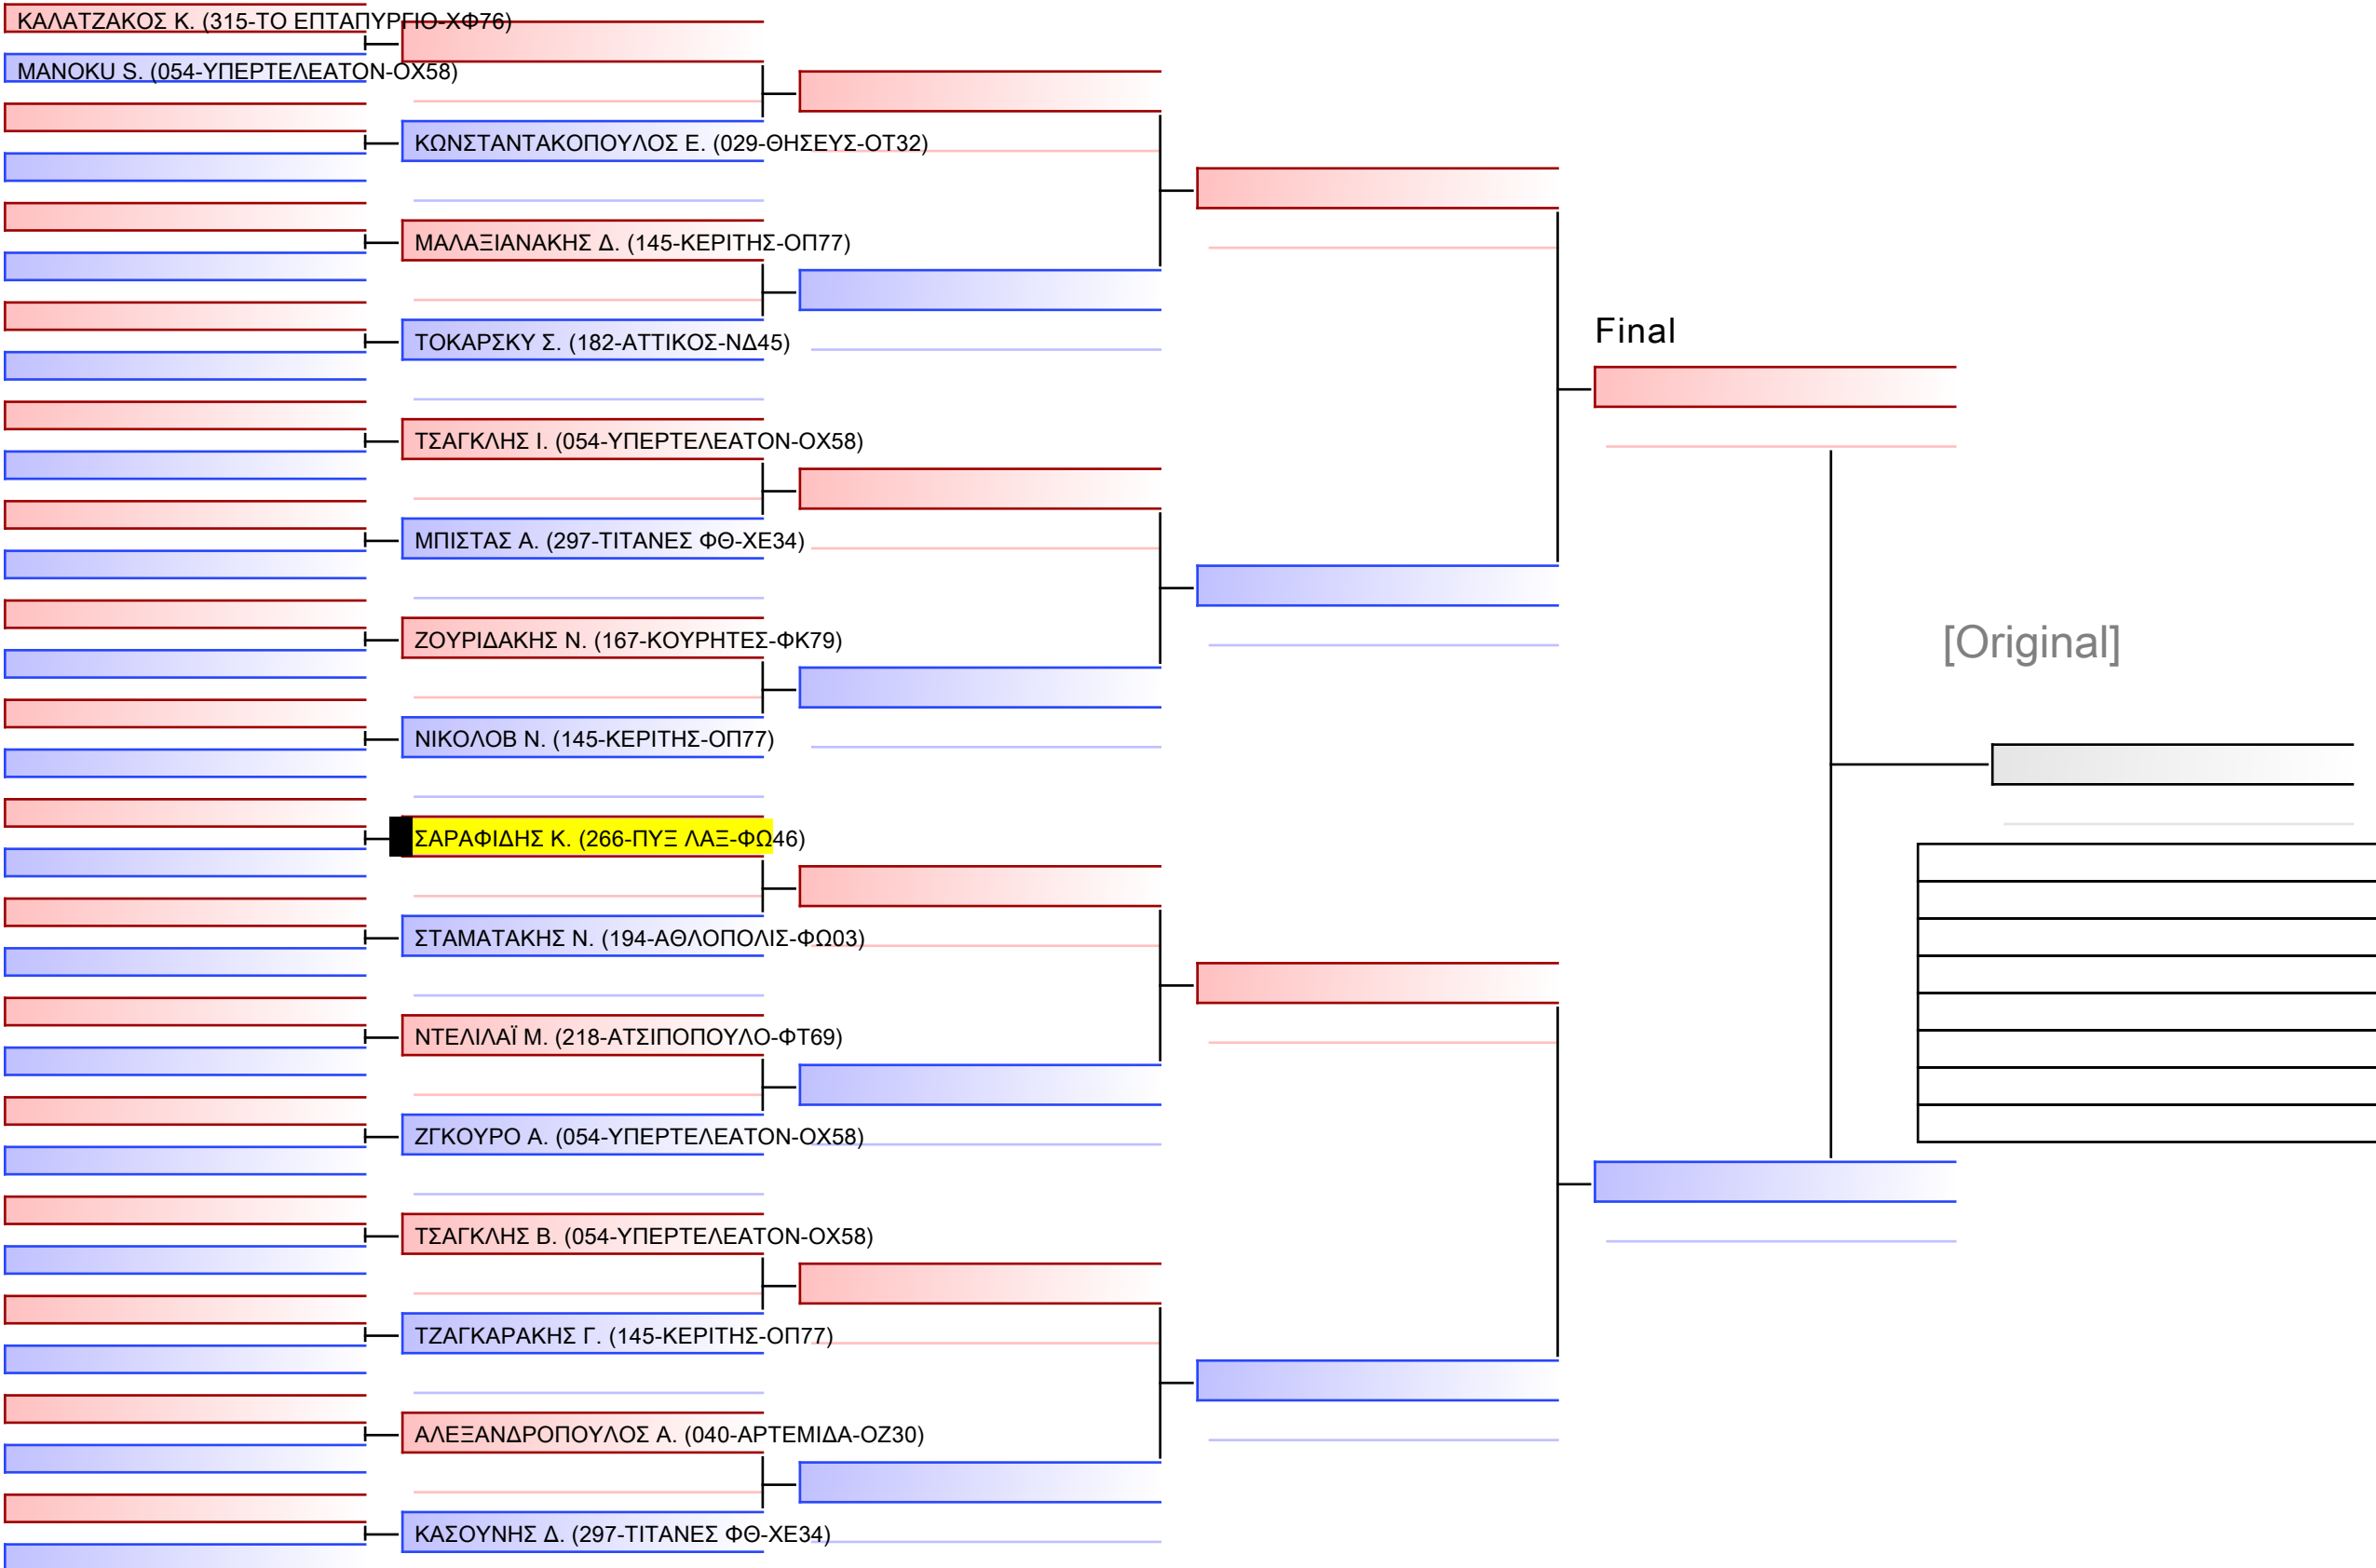 ΚΑΛΑΤΖΑΚΟΣ Κ. (315-ΤΟ ΕΠΤΑΠΥΡΓΙΟ-ΧΦ76)
MANOKU S. (054-ΥΠΕΡΤΕΛΕΑΤΟΝ-ΟΧ58)
ΚΩΝΣΤΑΝΤΑΚΟΠΟΥΛΟΣ Ε. (029-ΘΗΣΕΥΣ-ΟΤ32)
ΜΑΛΑΞΙΑΝΑΚΗΣ Δ. (145-ΚΕΡΙΤΗΣ-ΟΠ77)
ΤΟΚΑΡΣΚΥ Σ. (182-ΑΤΤΙΚΟΣ-ΝΔ45)
ΤΣΑΓΚΛΗΣ Ι. (054-ΥΠΕΡΤΕΛΕΑΤΟΝ-ΟΧ58)
ΜΠΙΣΤΑΣ Α. (297-ΤΙΤΑΝΕΣ ΦΘ-ΧΕ34)
ΖΟΥΡΙΔΑΚΗΣ Ν. (167-ΚΟΥΡΗΤΕΣ-ΦΚ79)
ΝΙΚΟΛΟΒ Ν. (145-ΚΕΡΙΤΗΣ-ΟΠ77)
ΣΑΡΑΦΙΔΗΣ Κ. (266-ΠΥΞ ΛΑΞ-ΦΩ46)
ΣΤΑΜΑΤΑΚΗΣ Ν. (194-ΑΘΛΟΠΟΛΙΣ-ΦΩ03)
ΝΤΕΛΙΛΑΪ Μ. (218-ΑΤΣΙΠΟΠΟΥΛΟ-ΦΤ69)
ΖΓΚΟΥΡΟ Α. (054-ΥΠΕΡΤΕΛΕΑΤΟΝ-ΟΧ58)
ΤΣΑΓΚΛΗΣ Β. (054-ΥΠΕΡΤΕΛΕΑΤΟΝ-ΟΧ58)
ΤΖΑΓΚΑΡΑΚΗΣ Γ. (145-ΚΕΡΙΤΗΣ-ΟΠ77)
ΑΛΕΞΑΝΔΡΟΠΟΥΛΟΣ Α. (040-ΑΡΤΕΜΙΔΑ-ΟΖ30)
ΚΑΣΟΥΝΗΣ Δ. (297-ΤΙΤΑΝΕΣ ΦΘ-ΧΕ34)
Final
[Original]